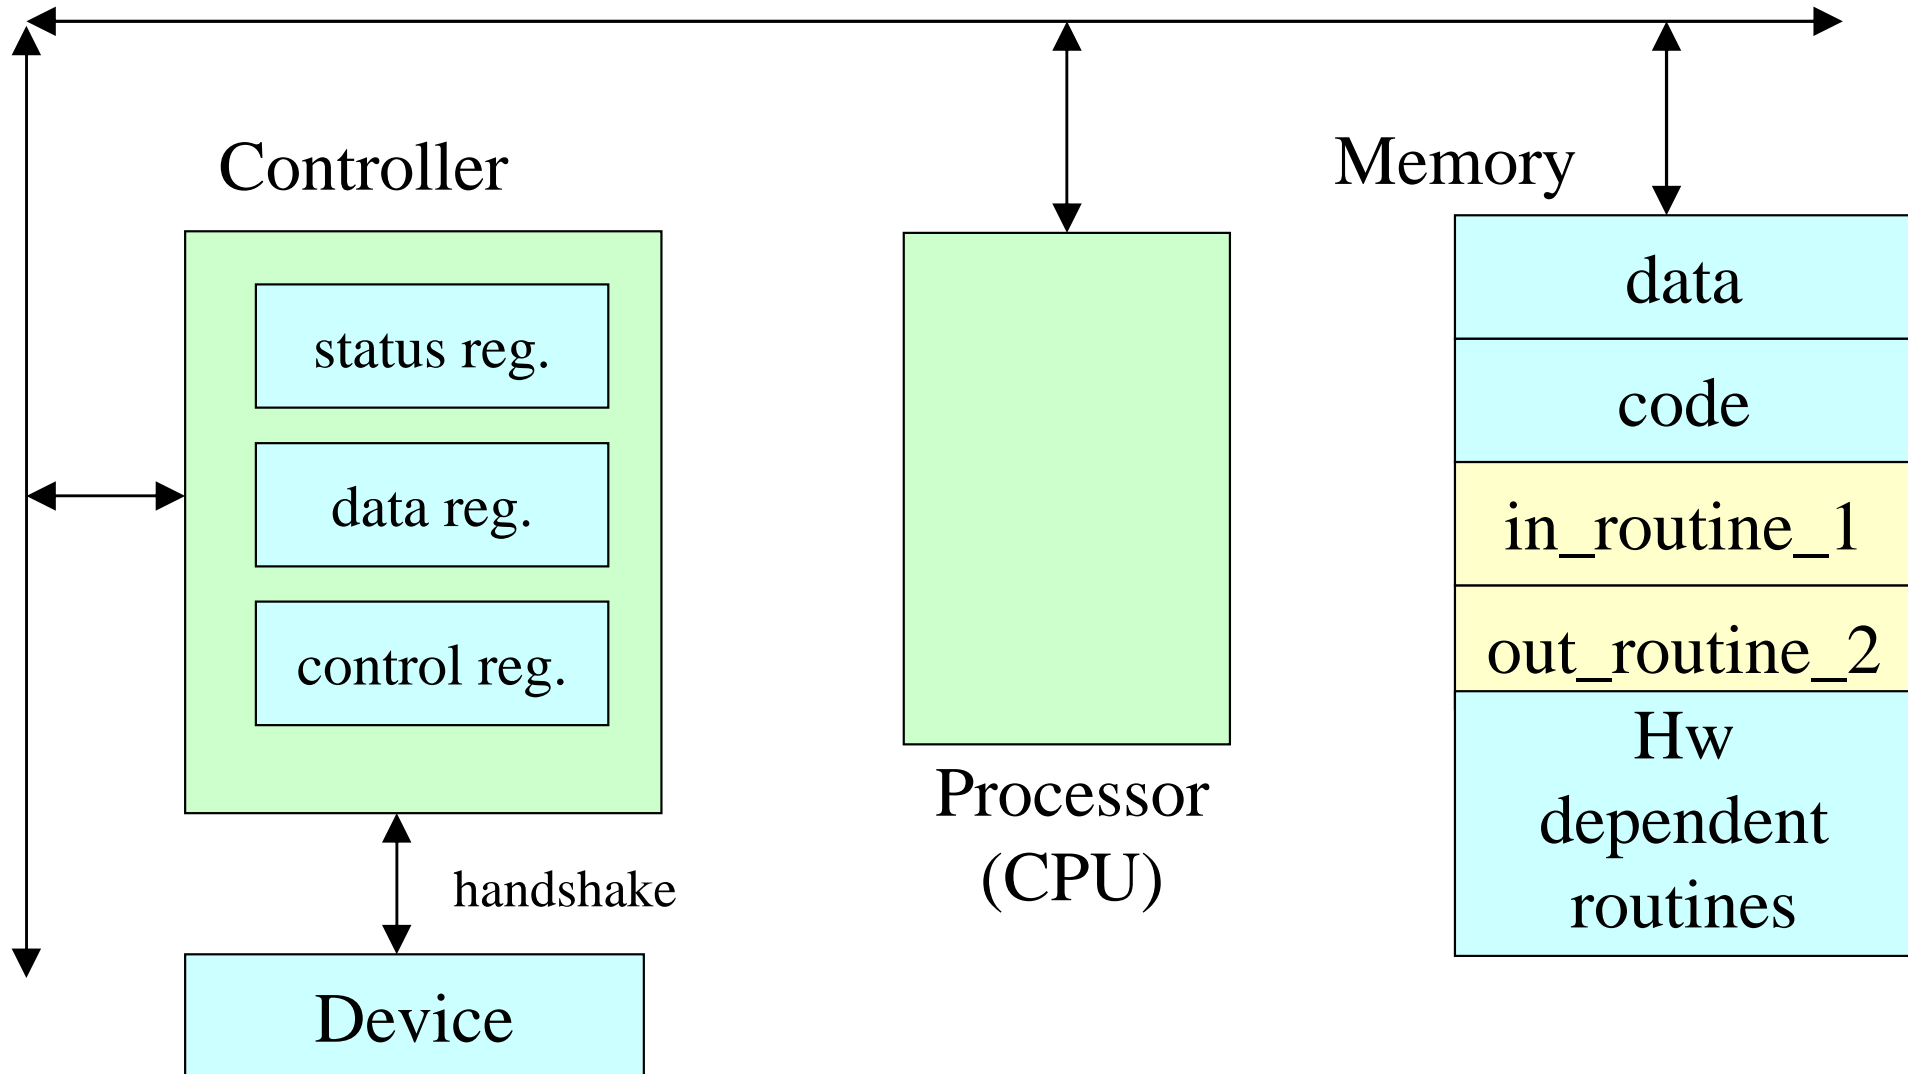 Controller
status reg.
data reg.
control reg.
handshake
Device
Processor
(CPU)
Memory
data
code
in_routine_1
out_routine_2
Hw
dependent
routines